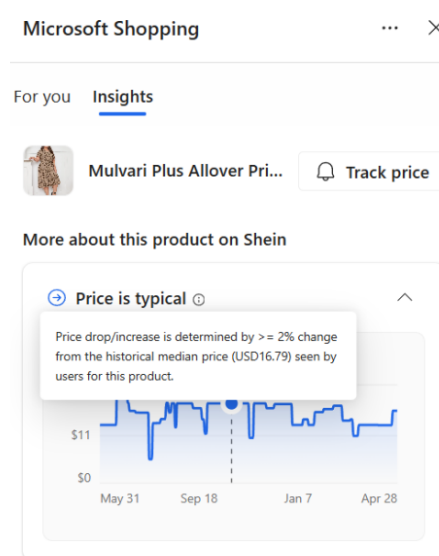 Microsoft Shopping
For you Insights
Mulvari Plus Allover Pri... Track price
More about this product on Shein
Price is typical
Price drop/increase is determined by >= 2% change
from the historical median price (USD16.79) seen by
users for this product.
$11
$0
May 31 Sep 18 Jan 7 Apr 28